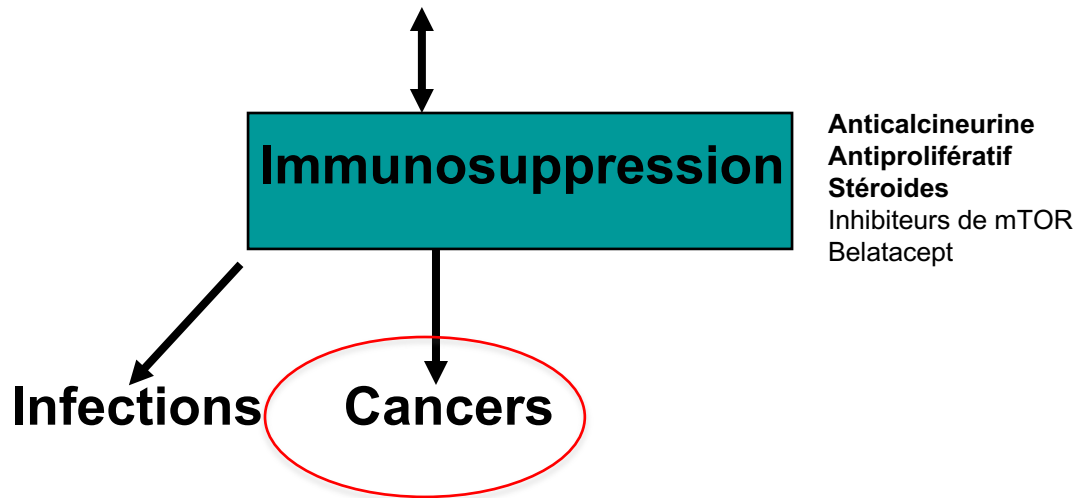 Immunosuppression
Anticalcineurine
Antiprolifératif
Stéroides
Inhibiteurs de mTOR
Belatacept
Infections
Cancers